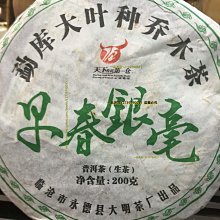 勐库大叶种乔木茶
早春銀毫
普洱茶（生茶）
净含量:200克
临沧市永德县大明茶厂出品